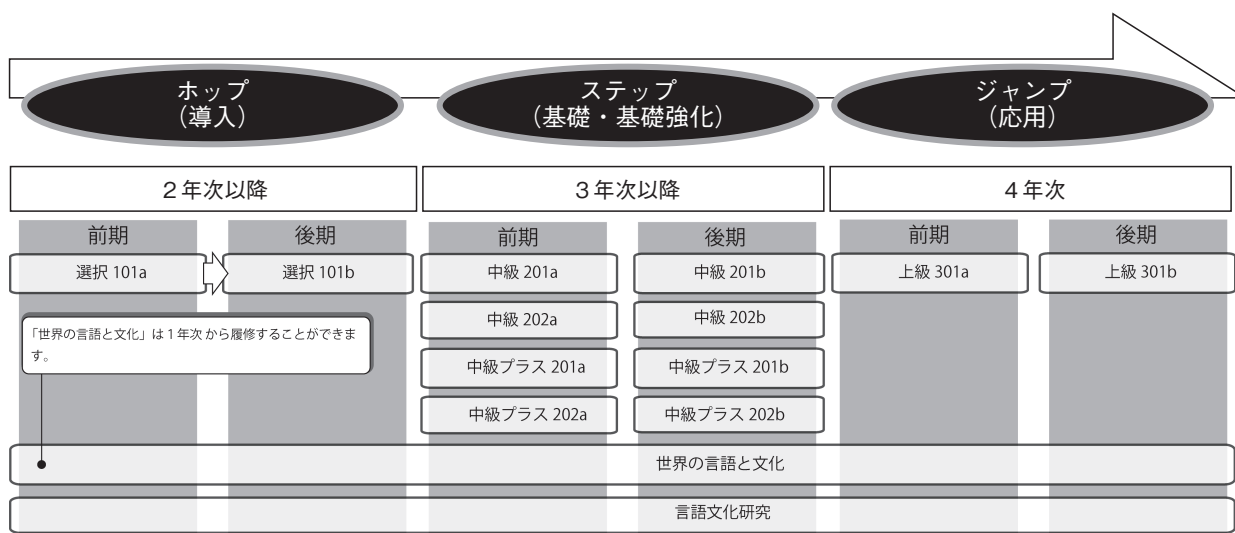 ホップ
（導入）
ステップ
（基礎・基礎強化）
ジャンプ
（応用）
２年次以降
３年次以降
４年次
前期
後期
前期
後期
前期
後期
選択 101a
選択 101b
中級 201a
中級 201b
上級 301a
上級 301b
中級 202a
中級 202b
「世界の言語と文化」は１年次から履修することができま
す。
中級プラス 201a
中級プラス 201b
中級プラス 202a
中級プラス 202b
世界の言語と文化
言語文化研究